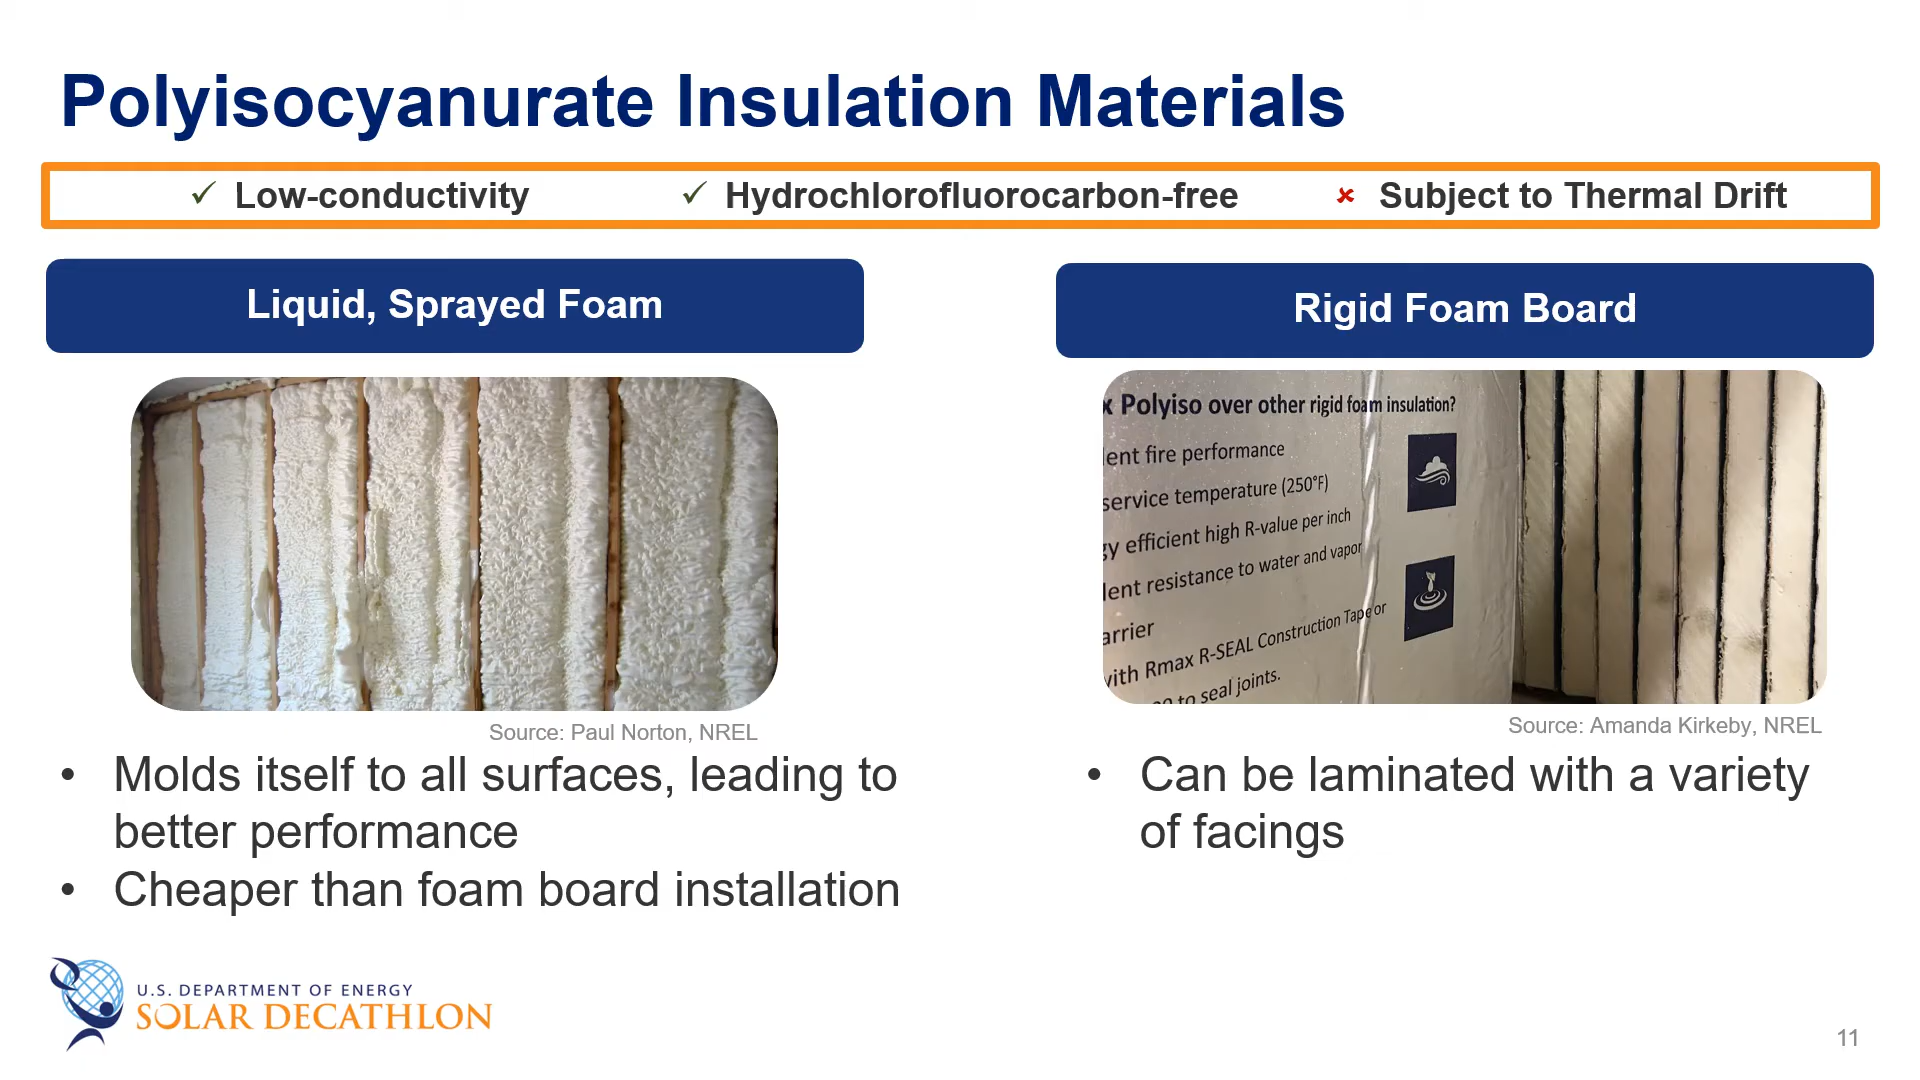 Polyisocyanurate Insulation Materials
✓ Low-conductivity ✓ Hydrochlorofluorocarbon-free ✗ Subject to Thermal Drift
Liquid, Sprayed Foam
Source: Paul Norton, NREL
• Molds itself to all surfaces, leading to
better performance
• Cheaper than foam board installation
Rigid Foam Board
x Polyiso over other rigid foam insulation?
ent fire performance
service temperature (250°F)
gy efficient high R-value per inch
lent resistance to water and vapor
arrier
with Rmax R-SEAL Construction Tape or
to seal joints.
Source: Amanda Kirkeby, NREL
• Can be laminated with a variety
of facings
U.S. DEPARTMENT OF ENERGY
SOLAR DECATHLON
11